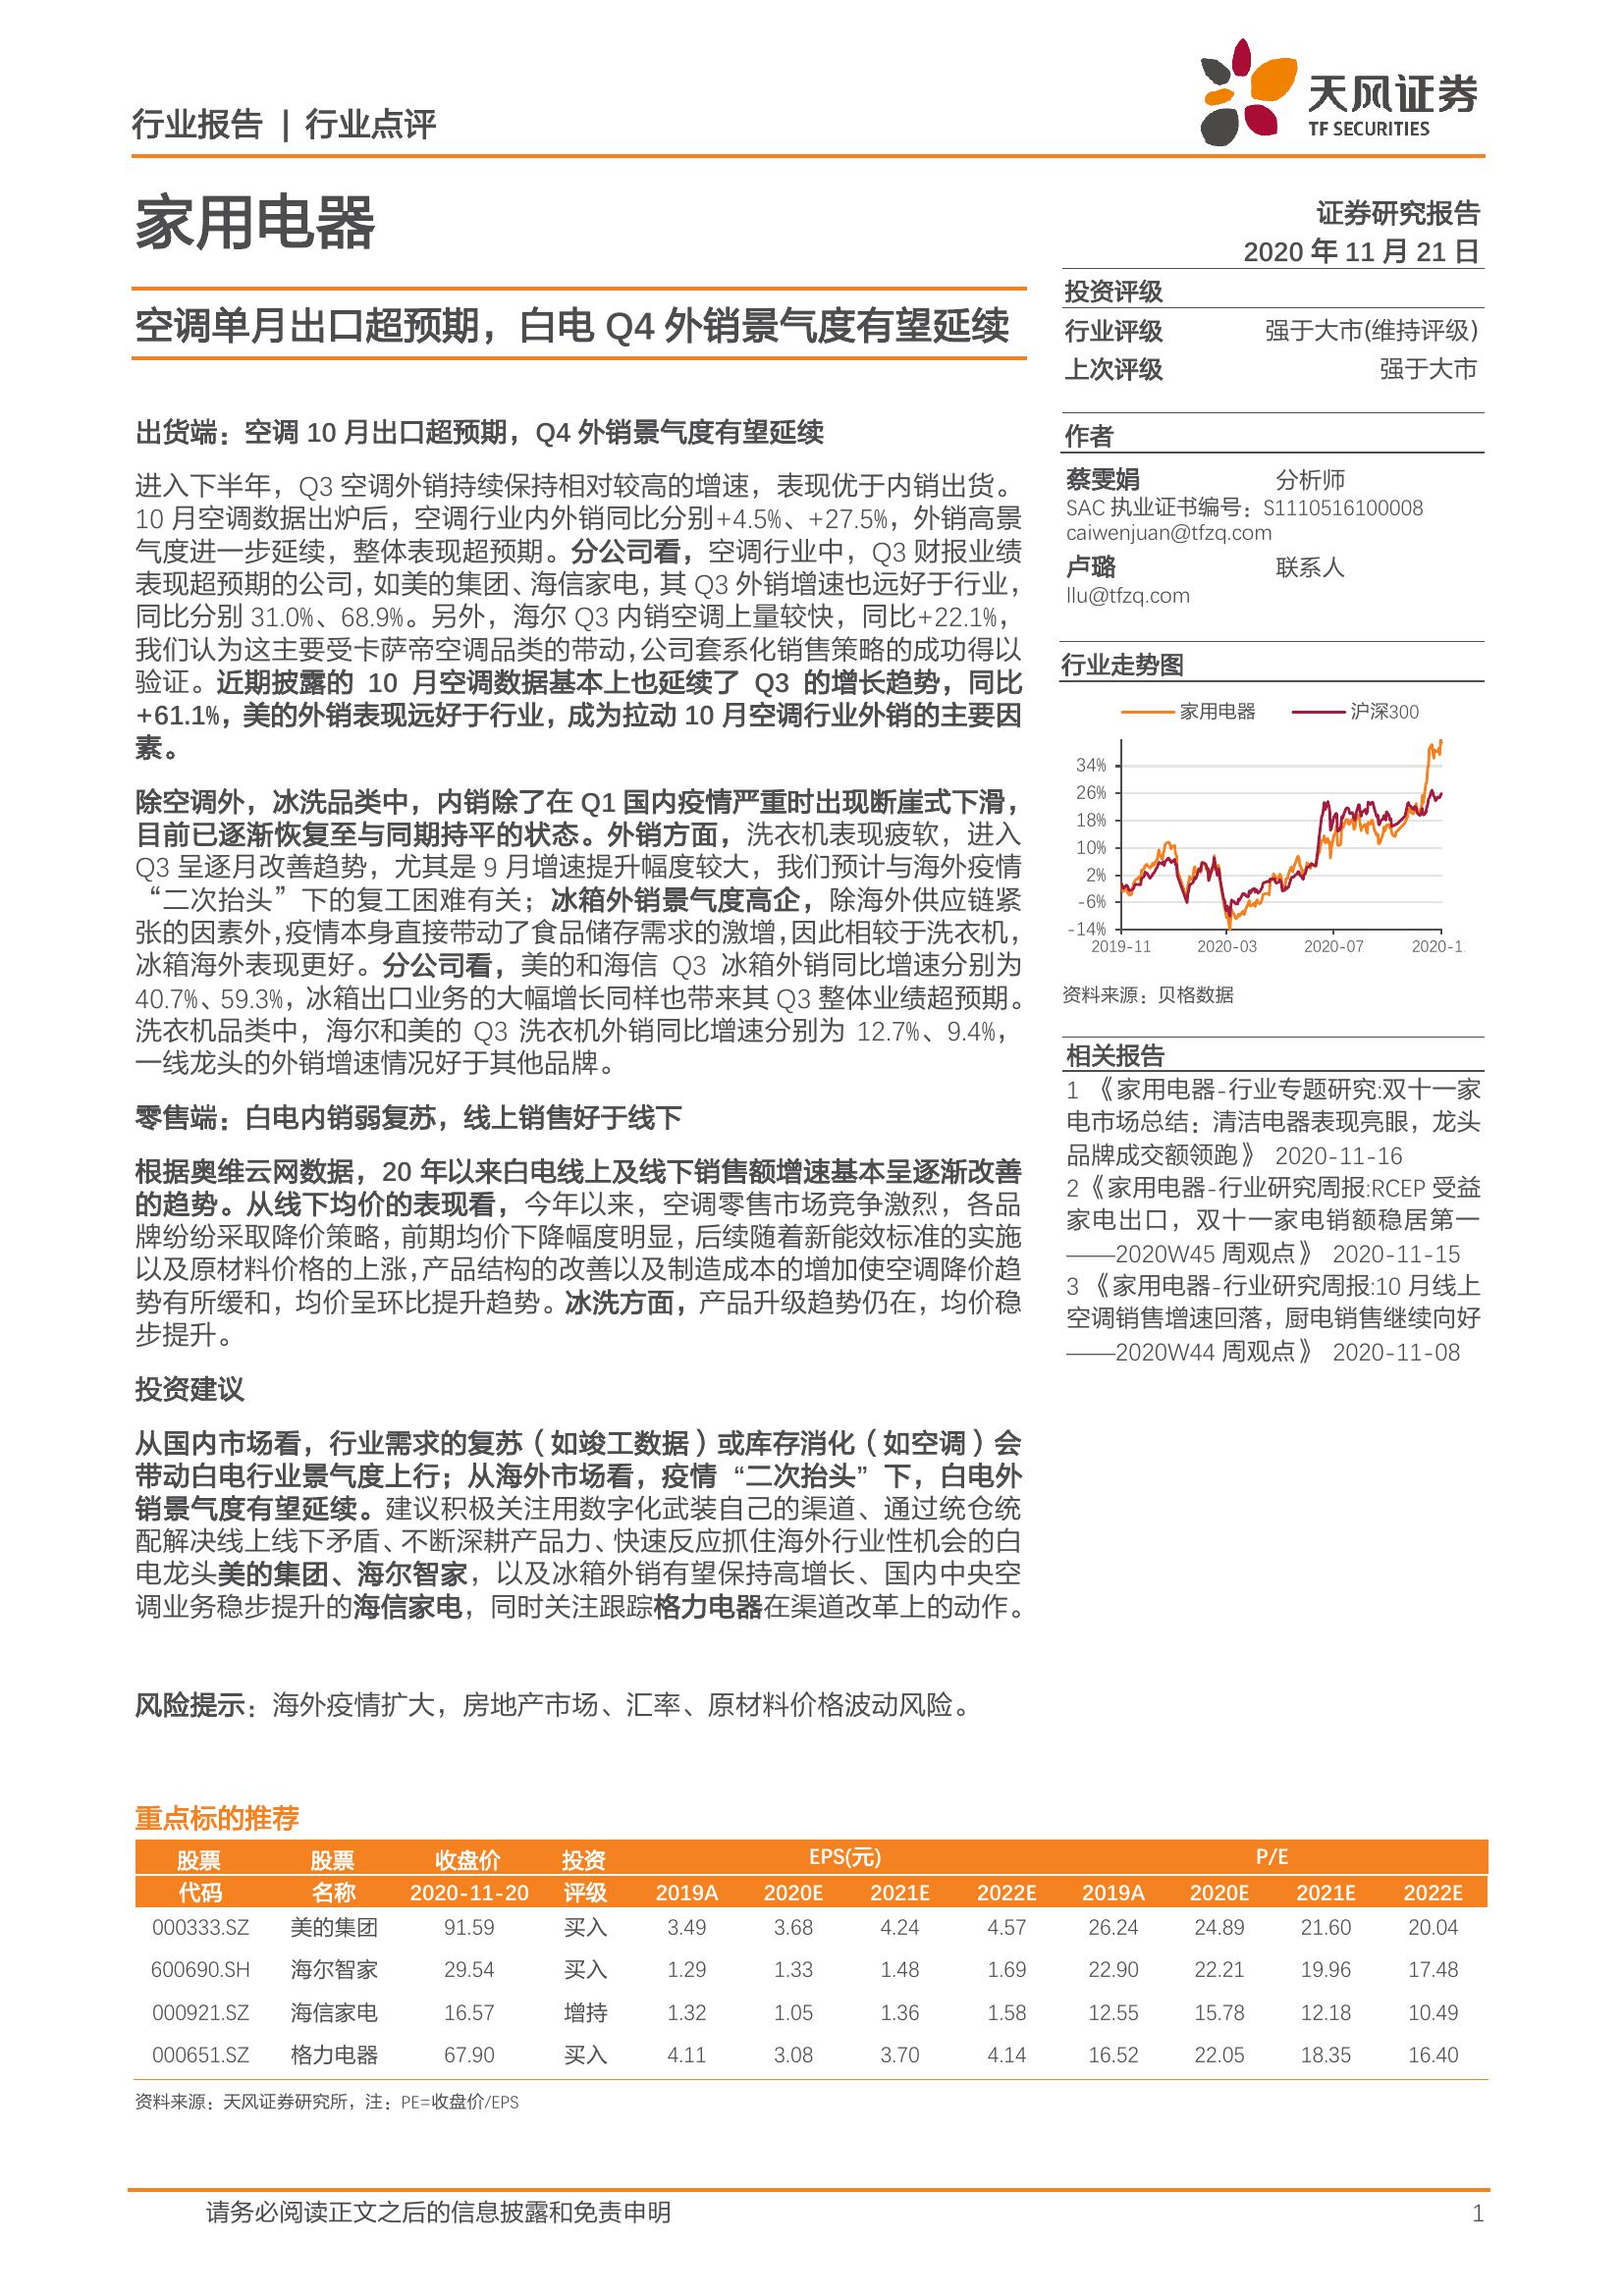 行业报告 | 行业点评
天风证券
TF SECURITIES
家用电器
证券研究报告
2020 年 11 月 21 日
空调单月出口超预期，白电 Q4 外销景气度有望延续
投资评级
行业评级 强于大市(维持评级)
上次评级 强于大市
作者
蔡雯娟 分析师
SAC 执业证书编号：S1110516100008
caiwenjuan@tfzq.com
卢璐 联系人
llu@tfzq.com
行业走势图
家用电器 沪深300
34%
26%
18%
10%
2%
-6%
-14%
2019-11 2020-03 2020-07 2020-1
资料来源：贝格数据
相关报告
1 《家用电器-行业专题研究:双十一家
电市场总结：清洁电器表现亮眼，龙头
品牌成交额领跑》 2020-11-16
2《家用电器-行业研究周报:RCEP 受益
家电出口，双十一家电销额稳居第一
——2020W45 周观点》 2020-11-15
3 《家用电器-行业研究周报:10 月线上
空调销售增速回落，厨电销售继续向好
——2020W44 周观点》 2020-11-08
出货端：空调 10 月出口超预期，Q4 外销景气度有望延续
进入下半年，Q3 空调外销持续保持相对较高的增速，表现优于内销出货。
10 月空调数据出炉后，空调行业内外销同比分别+4.5%、+27.5%，外销高景
气度进一步延续，整体表现超预期。分公司看，空调行业中，Q3 财报业绩
表现超预期的公司，如美的集团、海信家电，其 Q3 外销增速也远好于行业，
同比分别 31.0%、68.9%。另外，海尔 Q3 内销空调上量较快，同比+22.1%，
我们认为这主要受卡萨帝空调品类的带动，公司套系化销售策略的成功得以
验证。近期披露的 10 月空调数据基本上也延续了 Q3 的增长趋势，同比
+61.1%，美的外销表现远好于行业，成为拉动 10 月空调行业外销的主要因
素。
除空调外，冰洗品类中，内销除了在 Q1 国内疫情严重时出现断崖式下滑，
目前已逐渐恢复至与同期持平的状态。外销方面，洗衣机表现疲软，进入
Q3 呈逐月改善趋势，尤其是 9 月增速提升幅度较大，我们预计与海外疫情
“二次抬头”下的复工困难有关；冰箱外销景气度高企，除海外供应链紧
张的因素外，疫情本身直接带动了食品储存需求的激增，因此相较于洗衣机，
冰箱海外表现更好。分公司看，美的和海信 Q3 冰箱外销同比增速分别为
40.7%、59.3%，冰箱出口业务的大幅增长同样也带来其 Q3 整体业绩超预期。
洗衣机品类中，海尔和美的 Q3 洗衣机外销同比增速分别为 12.7%、9.4%，
一线龙头的外销增速情况好于其他品牌。
零售端：白电内销弱复苏，线上销售好于线下
根据奥维云网数据，20 年以来白电线上及线下销售额增速基本呈逐渐改善
的趋势。从线下均价的表现看，今年以来，空调零售市场竞争激烈，各品
牌纷纷采取降价策略，前期均价下降幅度明显，后续随着新能效标准的实施
以及原材料价格的上涨，产品结构的改善以及制造成本的增加使空调降价趋
势有所缓和，均价呈环比提升趋势。冰洗方面，产品升级趋势仍在，均价稳
步提升。
投资建议
从国内市场看，行业需求的复苏（如竣工数据）或库存消化（如空调）会
带动白电行业景气度上行；从海外市场看，疫情“二次抬头”下，白电外
销景气度有望延续。建议积极关注用数字化武装自己的渠道、通过统仓统
配解决线上线下矛盾、不断深耕产品力、快速反应抓住海外行业性机会的白
电龙头美的集团、海尔智家，以及冰箱外销有望保持高增长、国内中央空
调业务稳步提升的海信家电，同时关注跟踪格力电器在渠道改革上的动作。
风险提示：海外疫情扩大，房地产市场、汇率、原材料价格波动风险。
重点标的推荐
股票 股票 收盘价 投资 EPS(元) P/E
代码 名称 2020-11-20 评级 2019A 2020E 2021E 2022E 2019A 2020E 2021E 2022E
000333.SZ 美的集团 91.59 买入 3.49 3.68 4.24 4.57 26.24 24.89 21.60 20.04
600690.SH 海尔智家 29.54 买入 1.29 1.33 1.48 1.69 22.90 22.21 19.96 17.48
000921.SZ 海信家电 16.57 增持 1.32 1.05 1.36 1.58 12.55 15.78 12.18 10.49
000651.SZ 格力电器 67.90 买入 4.11 3.08 3.70 4.14 16.52 22.05 18.35 16.40
资料来源：天风证券研究所，注：PE=收盘价/EPS
请务必阅读正文之后的信息披露和免责申明 1